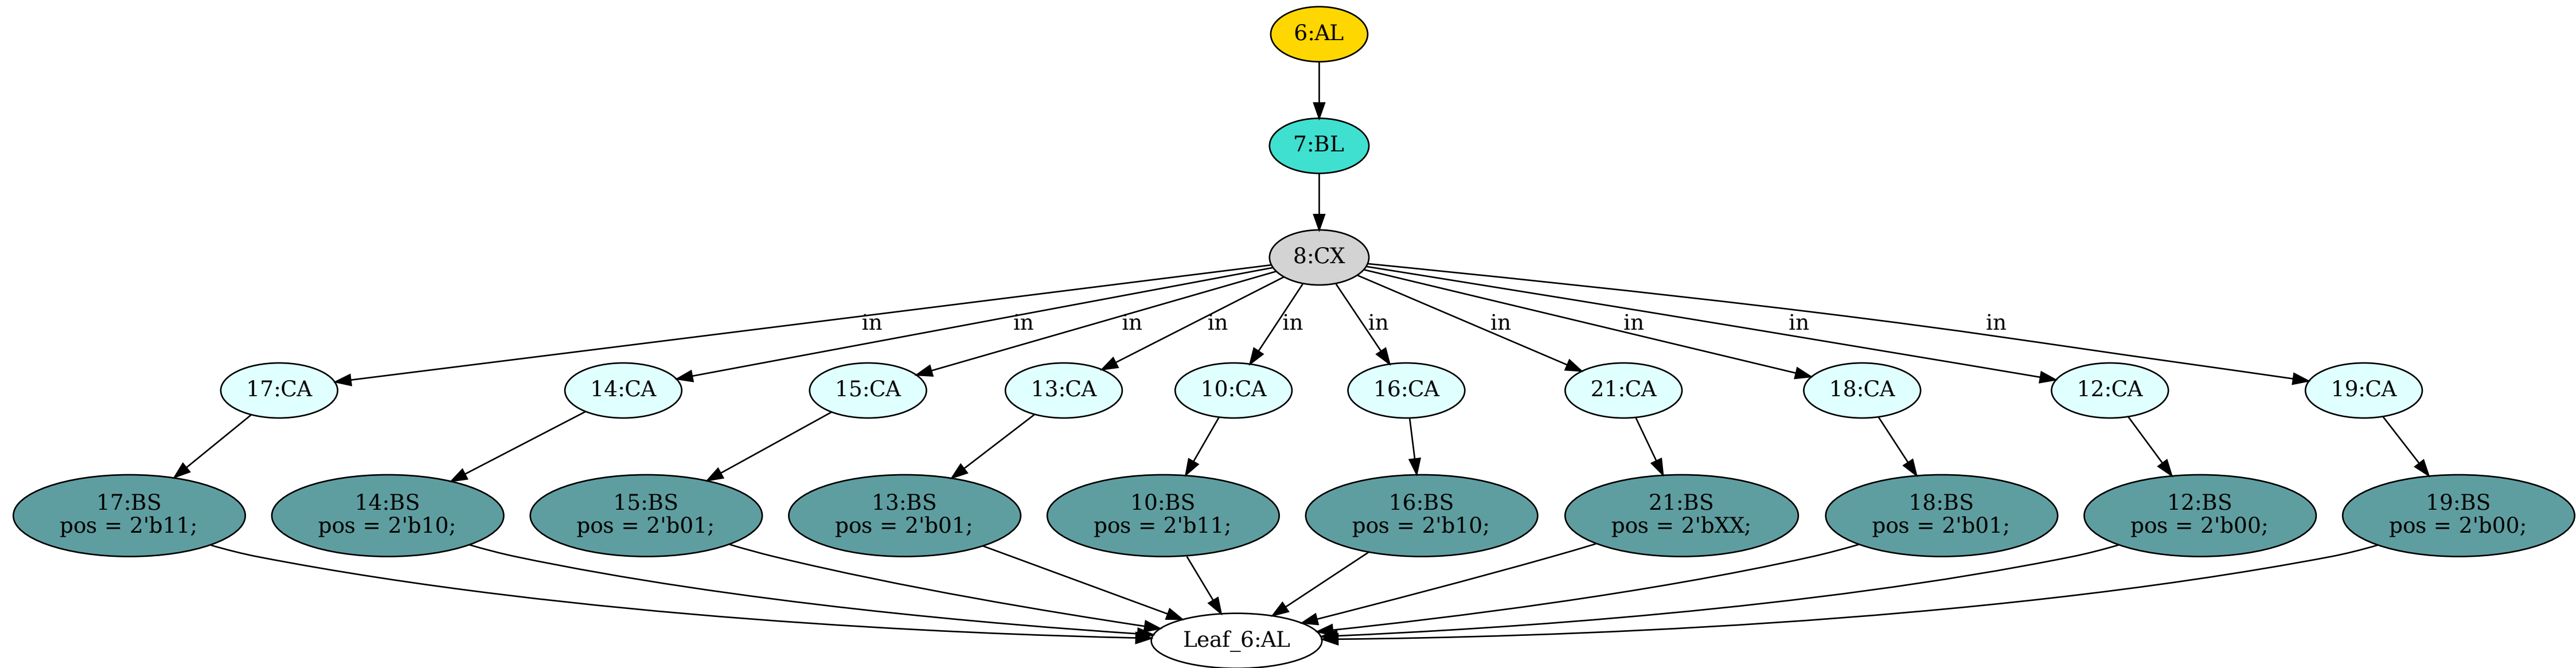 6:AL
7:BL
8:CX
in in in in in in in in in in
17:CA 14:CA 15:CA 13:CA 10:CA 16:CA 21:CA 18:CA 12:CA 19:CA
17:BS
pos = 2'b11;
14:BS
pos = 2'b10;
15:BS
pos = 2'b01;
13:BS
pos = 2'b01;
10:BS
pos = 2'b11;
16:BS
pos = 2'b10;
21:BS
pos = 2'bXX;
18:BS
pos = 2'b01;
12:BS
pos = 2'b00;
19:BS
pos = 2'b00;
Leaf_6:AL